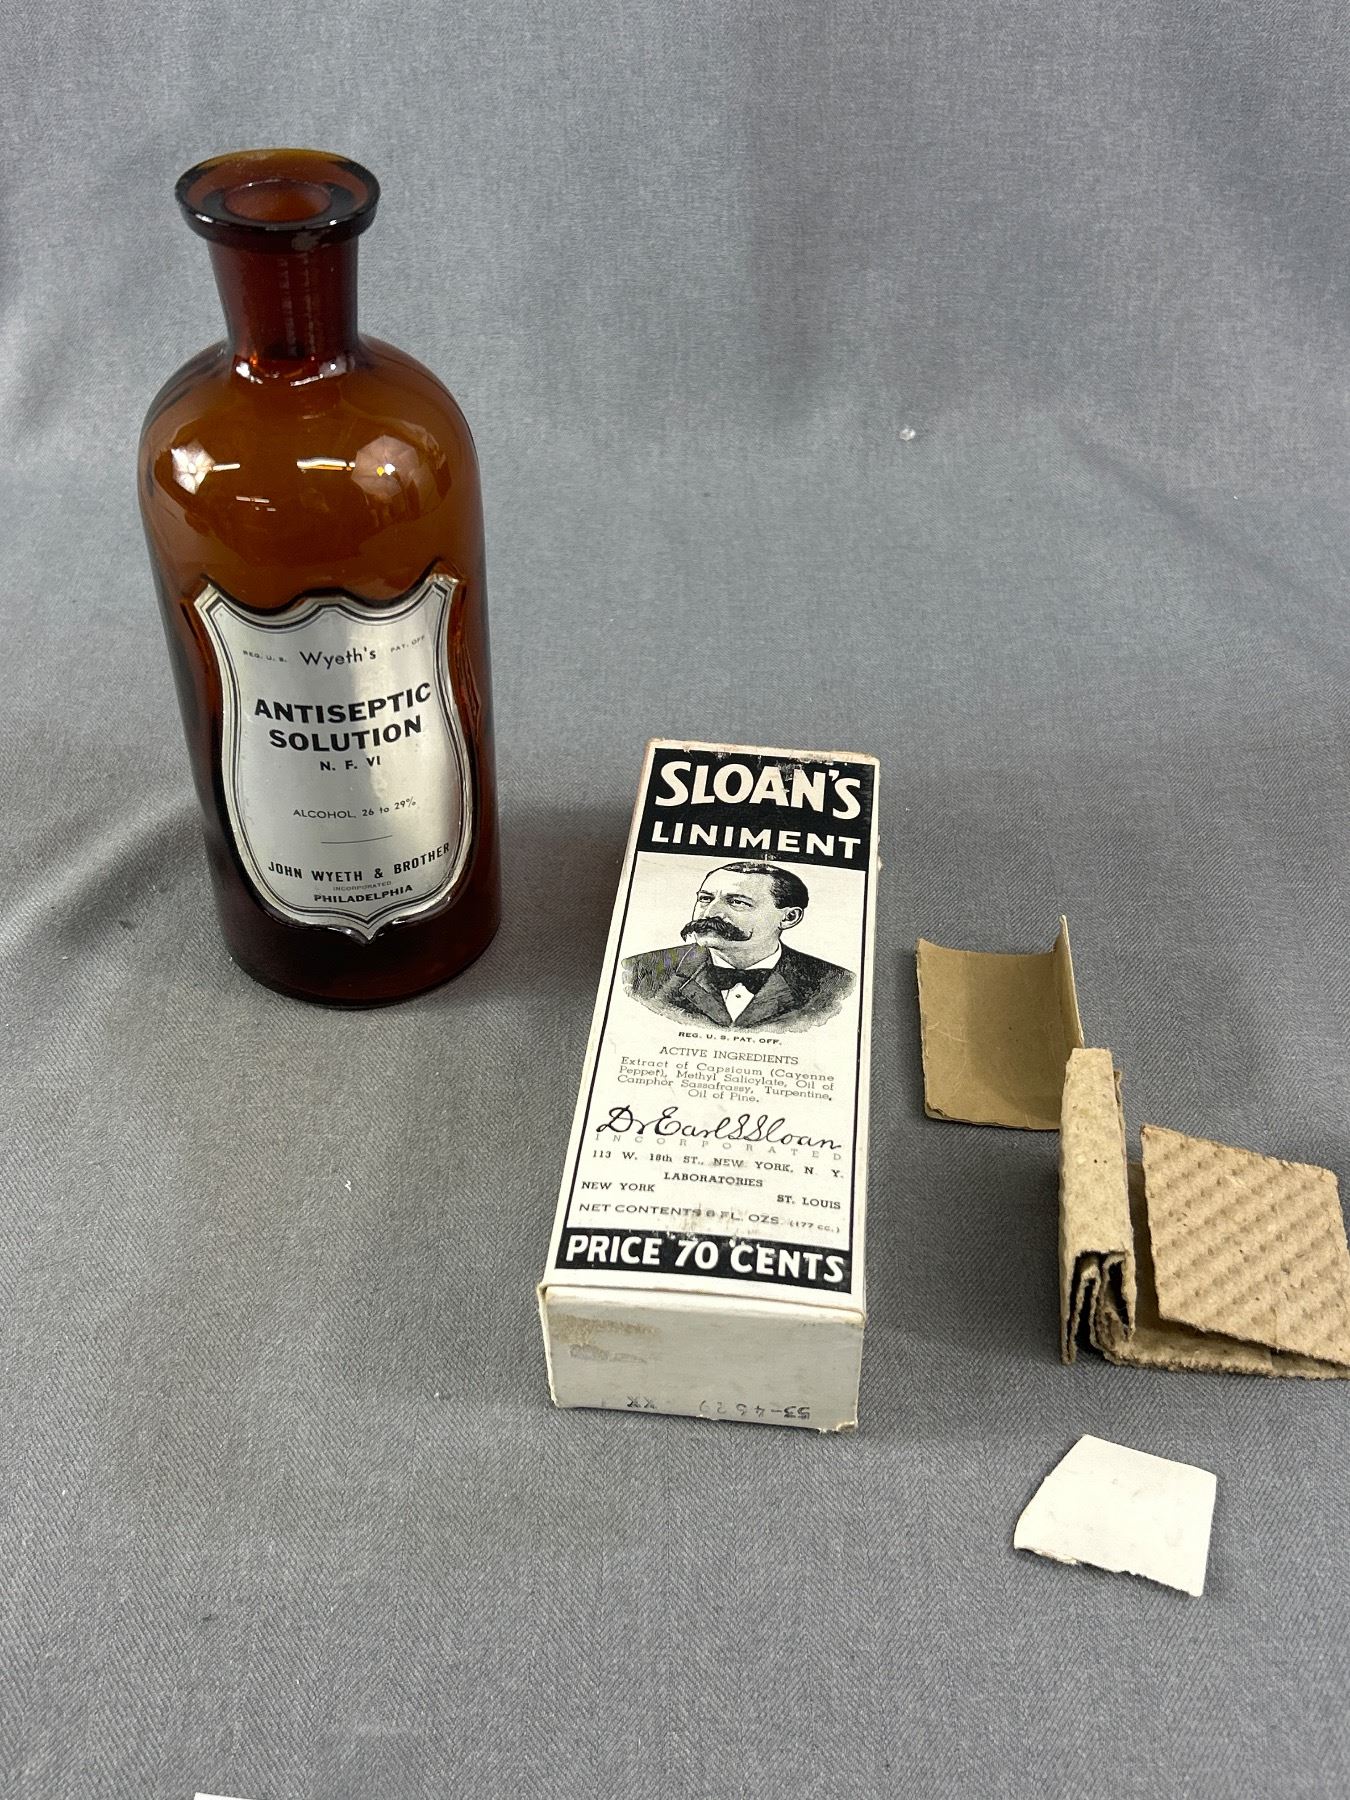 REG. U. S. Wyeth's PAT. OFF
ANTISEPTIC
SOLUTION
N. F. VI
ALCOHOL, 26 to 29%
JOHN WYETH & BROTHER
INCORPORATED
PHILADELPHIA
SLOAN'S
LINIMENT
REG. U. S. PAT. OFF.
ACTIVE INGREDIENTS
Extract of Capsicum (Cayenne
Pepper), Methyl Salicylate, Oil of
Camphor Sassafrassy, Turpentine,
Oil of Pine.
Dr Earl S Sloan
INCORPORATED
113 W. 18th ST., NEW YORK, N. Y.
LABORATORIES
NEW YORK ST. LOUIS
NET CONTENTS 6 FL. OZS. (177 cc.)
PRICE 70 CENTS
53-4629 XX